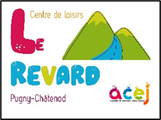 Centre de loisirs
Le
Revard
Pugny-Châtenod
acej